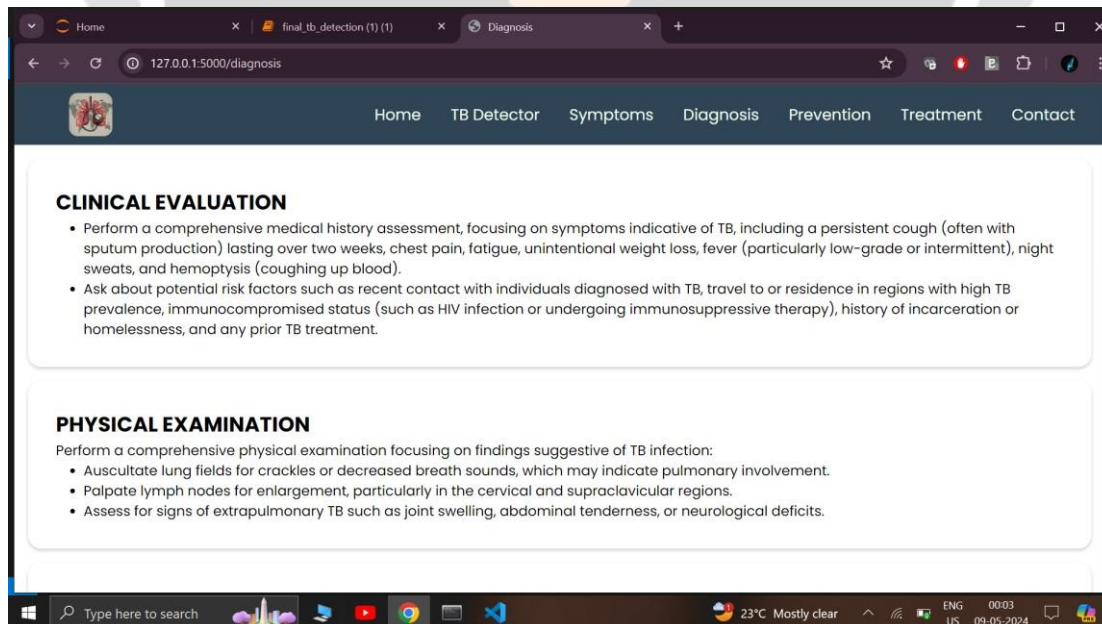 Home
final_tb_detection (1) (1)
Diagnosis
127.0.0.1:5000/diagnosis
Home TB Detector Symptoms Diagnosis Prevention Treatment Contact
CLINICAL EVALUATION
• Perform a comprehensive medical history assessment, focusing on symptoms indicative of TB, including a persistent cough (often with
sputum production) lasting over two weeks, chest pain, fatigue, unintentional weight loss, fever (particularly low-grade or intermittent), night
sweats, and hemoptysis (coughing up blood).
• Ask about potential risk factors such as recent contact with individuals diagnosed with TB, travel to or residence in regions with high TB
prevalence, immunocompromised status (such as HIV infection or undergoing immunosuppressive therapy), history of incarceration or
homelessness, and any prior TB treatment.
PHYSICAL EXAMINATION
Perform a comprehensive physical examination focusing on findings suggestive of TB infection:
• Auscultate lung fields for crackles or decreased breath sounds, which may indicate pulmonary involvement.
• Palpate lymph nodes for enlargement, particularly in the cervical and supraclavicular regions.
• Assess for signs of extrapulmonary TB such as joint swelling, abdominal tenderness, or neurological deficits.
Type here to search
23°C Mostly clear
ENG
US
00:03
09-05-2024